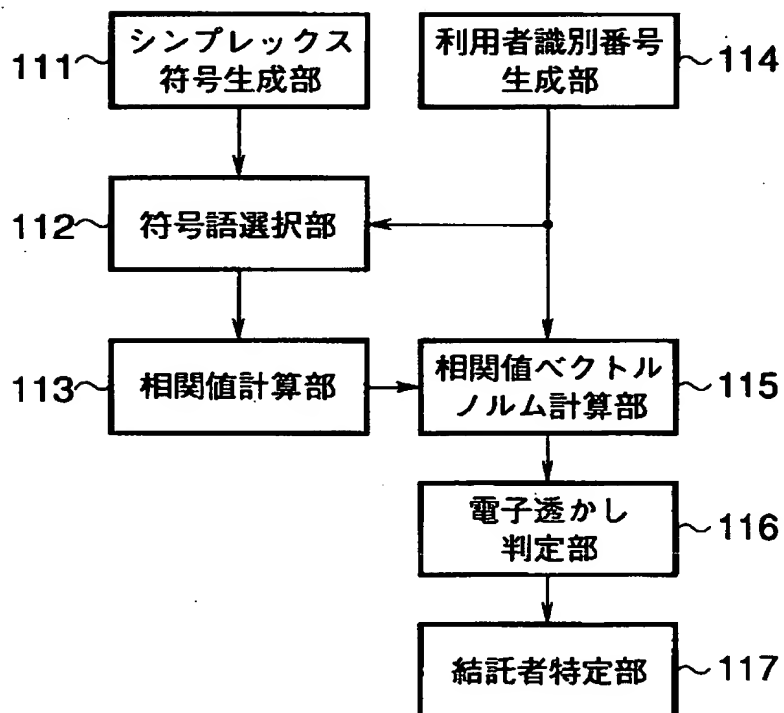 111
シンプレックス
符号生成部
利用者識別番号
生成部
114
112
符号語選択部
113
相関値計算部
相関値ベクトル
ノルム計算部
115
電子透かし
判定部
116
結託者特定部
117